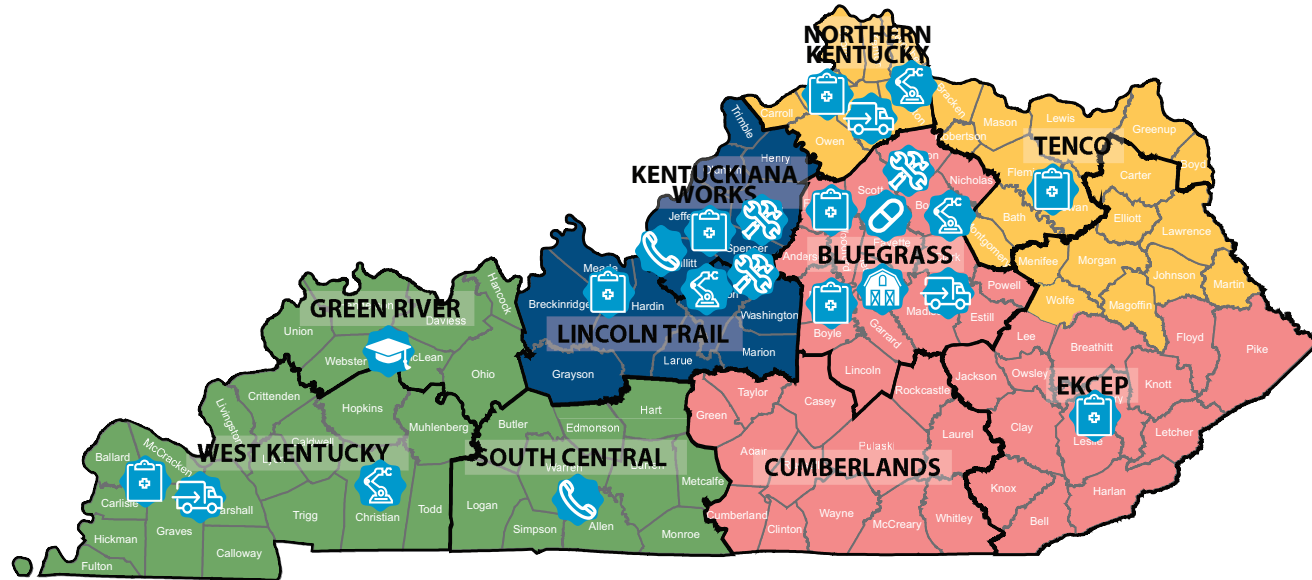 NORTHERN
KENTUCKY
Carroll
Owen
Bracken
Mason
Lewis
Greenup
TENCO
Carter
Elliott
Lawrence
Bath
Menifee
Morgan
Johnson
Martin
Wolfe
Magoffin
Trimble
Henry
KENTUCKIANA
WORKS
Spencer
Meade
Breckinridge
Hardin
Washington
LINCOLN TRAIL
Larue
Marion
Grayson
Nicholas
Scott
BLUEGRASS
Powell
Estill
Boyle
Garrard
Lincoln
Rockcastle
Jackson
Lee
Owsley
Breathitt
Floyd
Pike
Knott
EKCEP
Leslie
Letcher
Clay
Harlan
Knox
Bell
Taylor
Green
Casey
Adair
Pulaski
Laurel
CUMBERLANDS
Cumberland
Clinton
Wayne
McCreary
Whitley
Hancock
GREEN RIVER
Daviess
Union
Webster
McLean
Ohio
Crittenden
Livingston
Hopkins
Caldwell
Muhlenberg
McCracken
Ballard
WEST KENTUCKY
Carlisle
Graves
Hickman
Fulton
Calloway
Trigg
Christian
Todd
Hart
Butler
Edmonson
SOUTH CENTRAL
Warren
Metcalfe
Logan
Simpson
Allen
Monroe